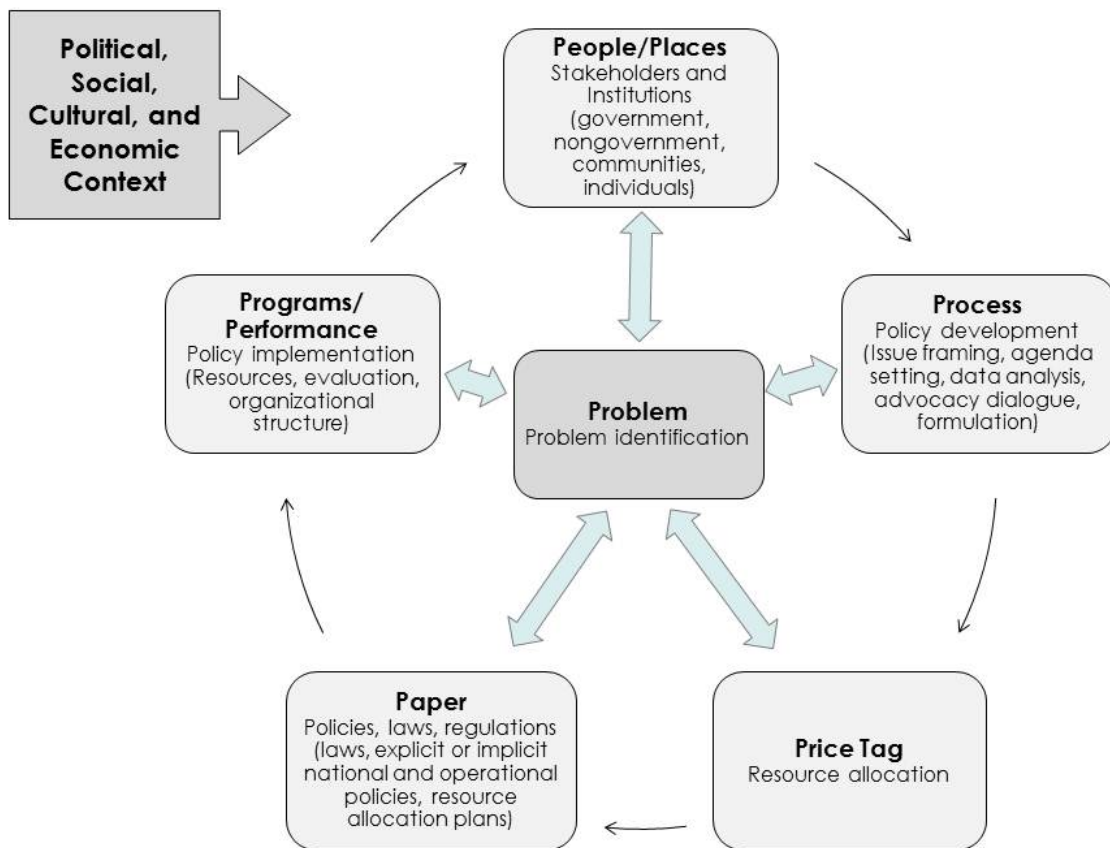 Political,
Social,
Cultural, and
Economic
Context
People/Places
Stakeholders and
Institutions
(government,
nongovernment,
communities,
individuals)
Programs/
Performance
Policy implementation
(Resources, evaluation,
organizational
structure)
Problem
Problem identification
Process
Policy development
(Issue framing, agenda
setting, data analysis,
advocacy dialogue,
formulation)
Paper
Policies, laws, regulations
(laws, explicit or implicit
national and operational
policies, resource
allocation plans)
Price Tag
Resource allocation